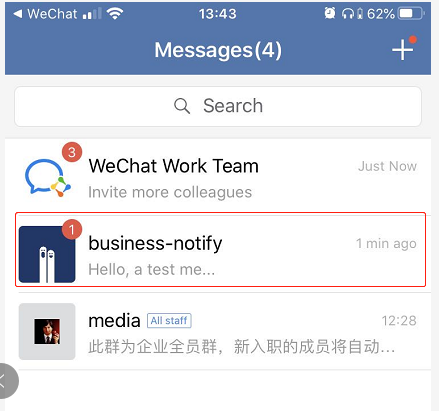 WeChat 13:43 62%
Messages(4)
Search
3
WeChat Work Team Just Now
Invite more colleagues
1
business-notify 1 min ago
Hello, a test me...
media All staff 12:28
此群为企业全员群，新入职的成员将自动...